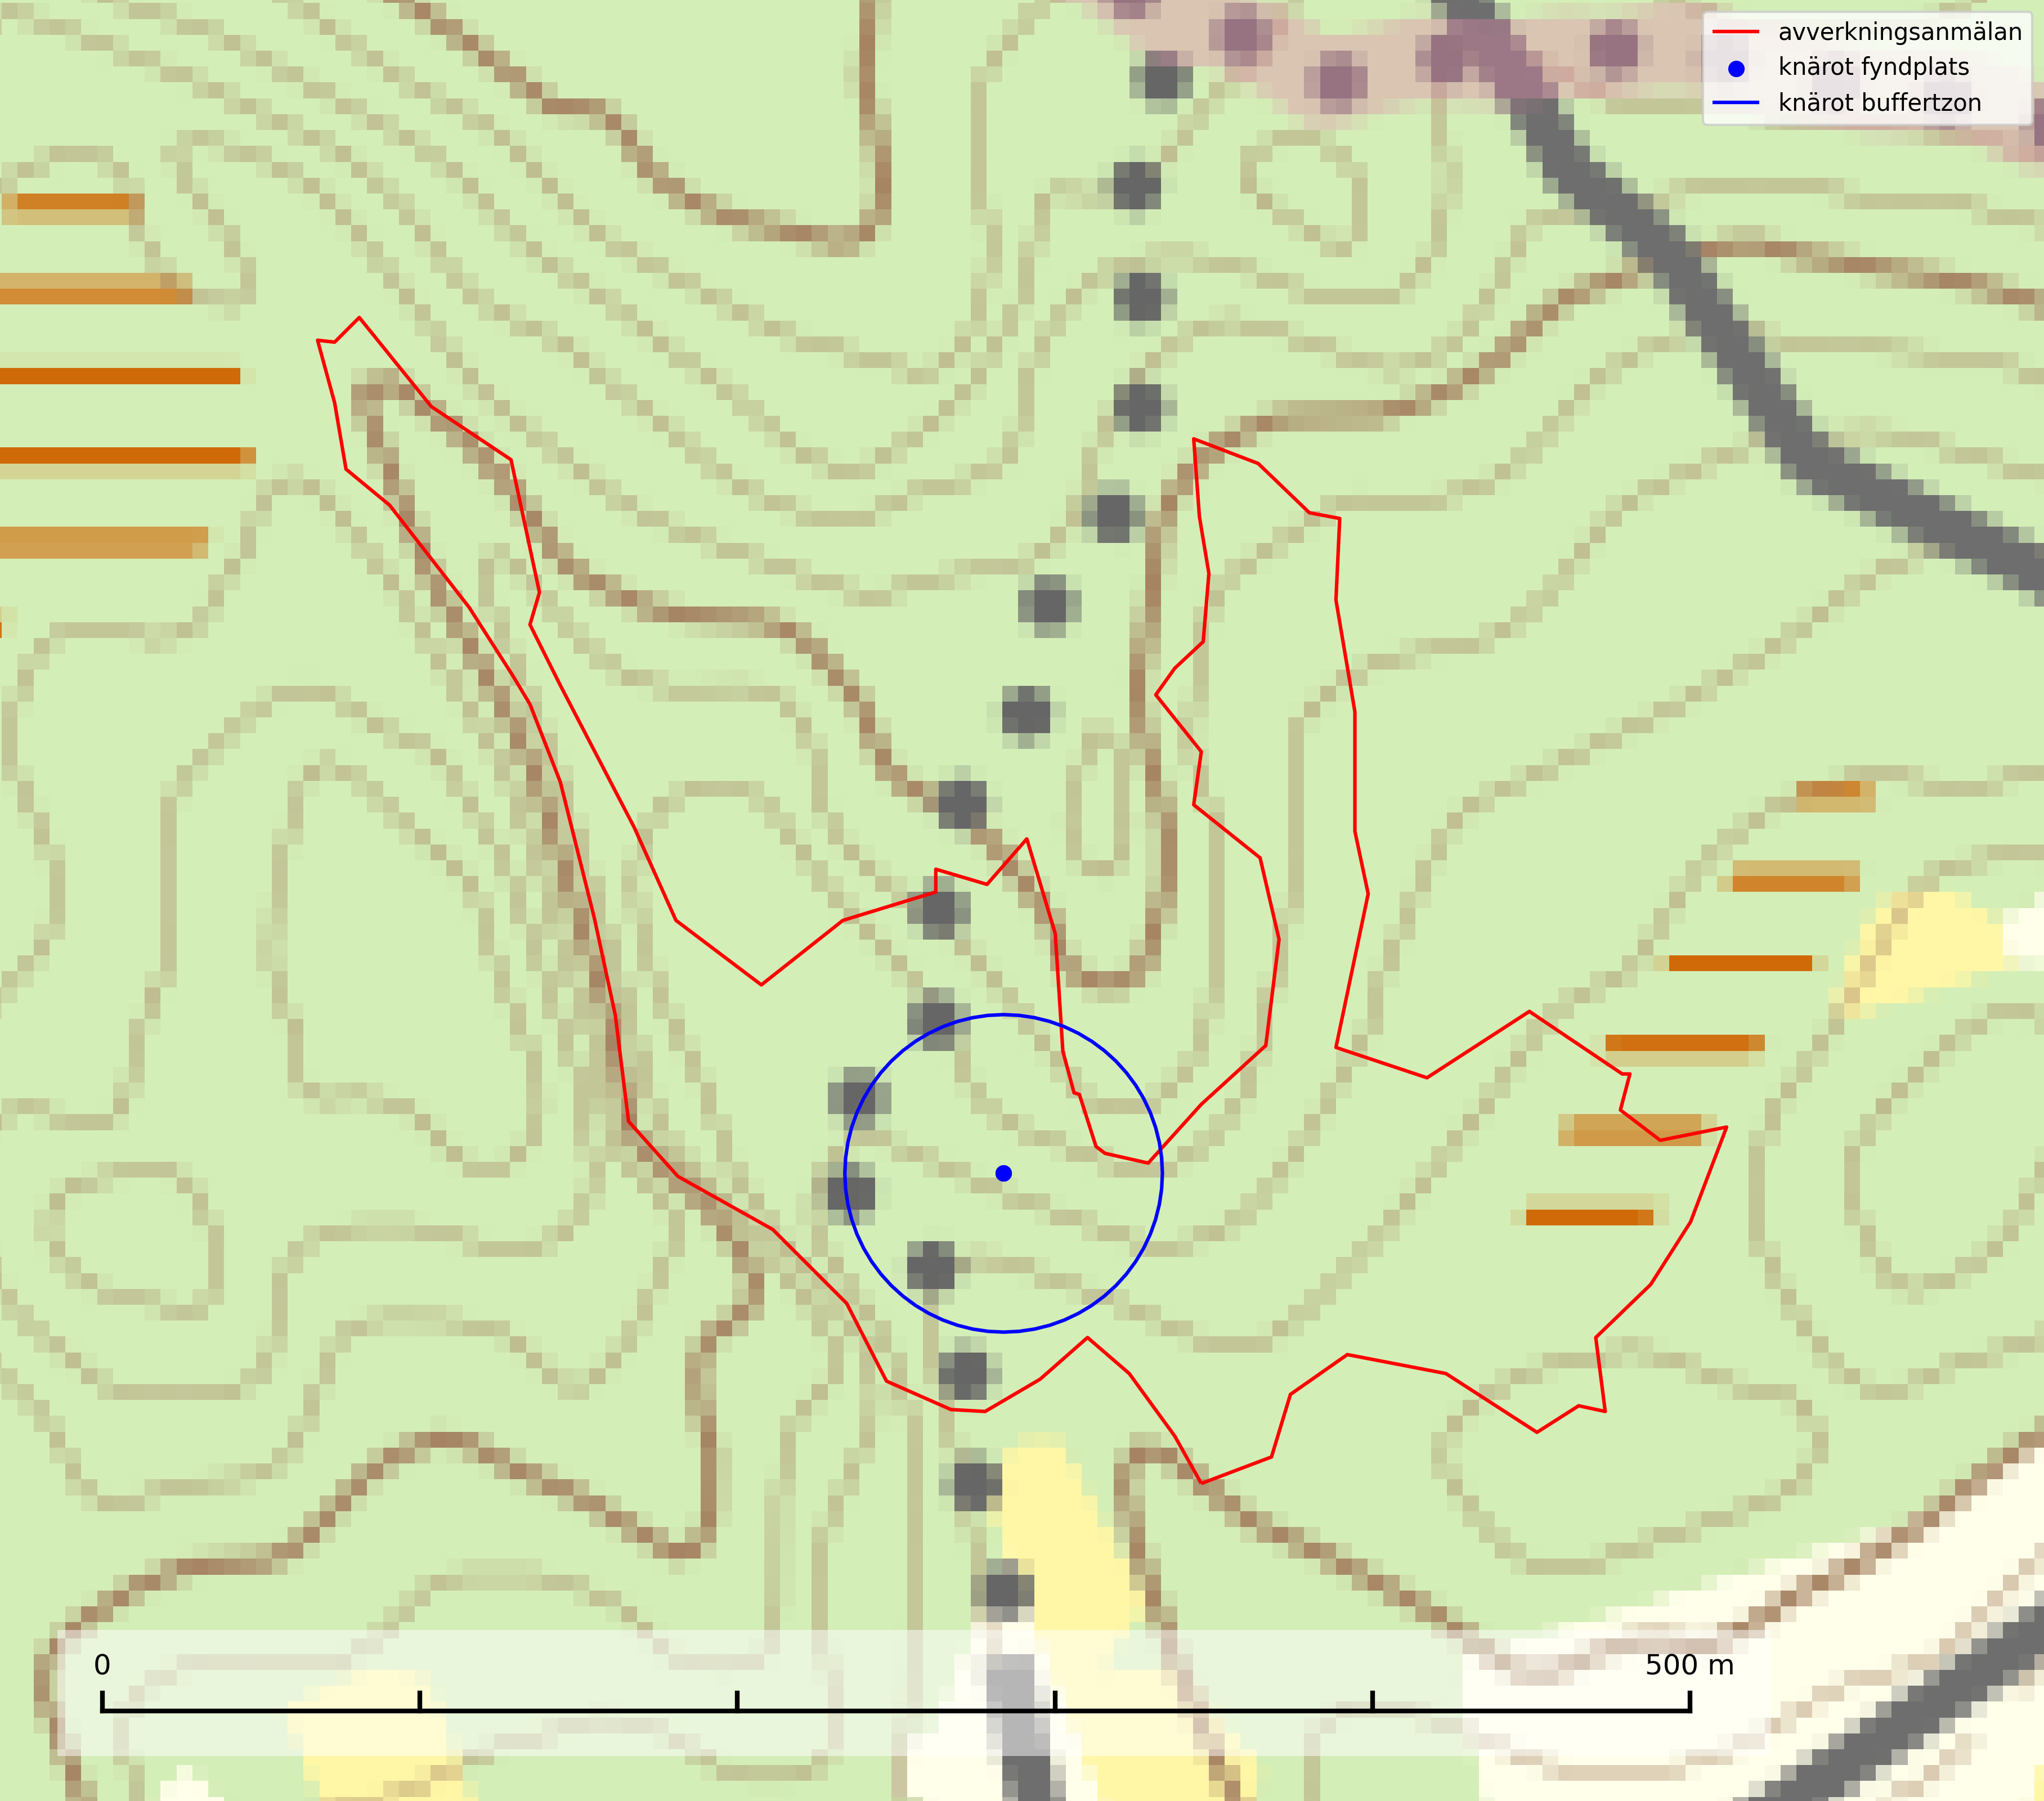 avverkningsanmälan
knärot fyndplats
knärot buffertzon
0
500 m